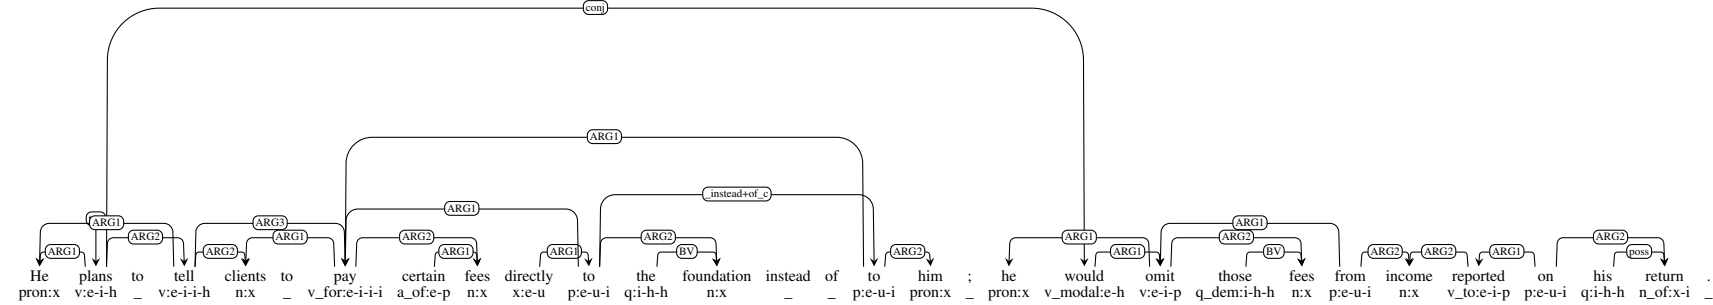 conj
ARG1
_instead+of_c
ARG1
ARG1 ARG3 ARG1
ARG2 ARG1 ARG2 ARG2 ARG1 ARG2 ARG2
ARG1 ARG2 ARG1 ARG1 BV ARG2 ARG1 BV ARG2 ARG2 ARG1 poss
He plans to tell clients to pay certain fees directly to the foundation instead of to him ; he would omit those fees from income reported on his return .
pron:x v:e-i-h _ v:e-i-i-h n:x _ v_for:e-i-i-i a_of:e-p n:x x:e-u p:e-u-i q:i-h-h n:x _ _ p:e-u-i pron:x _ pron:x v_modal:e-h v:e-i-p q_dem:i-h-h n:x p:e-u-i n:x v_to:e-i-p p:e-u-i q:i-h-h n_of:x-i _